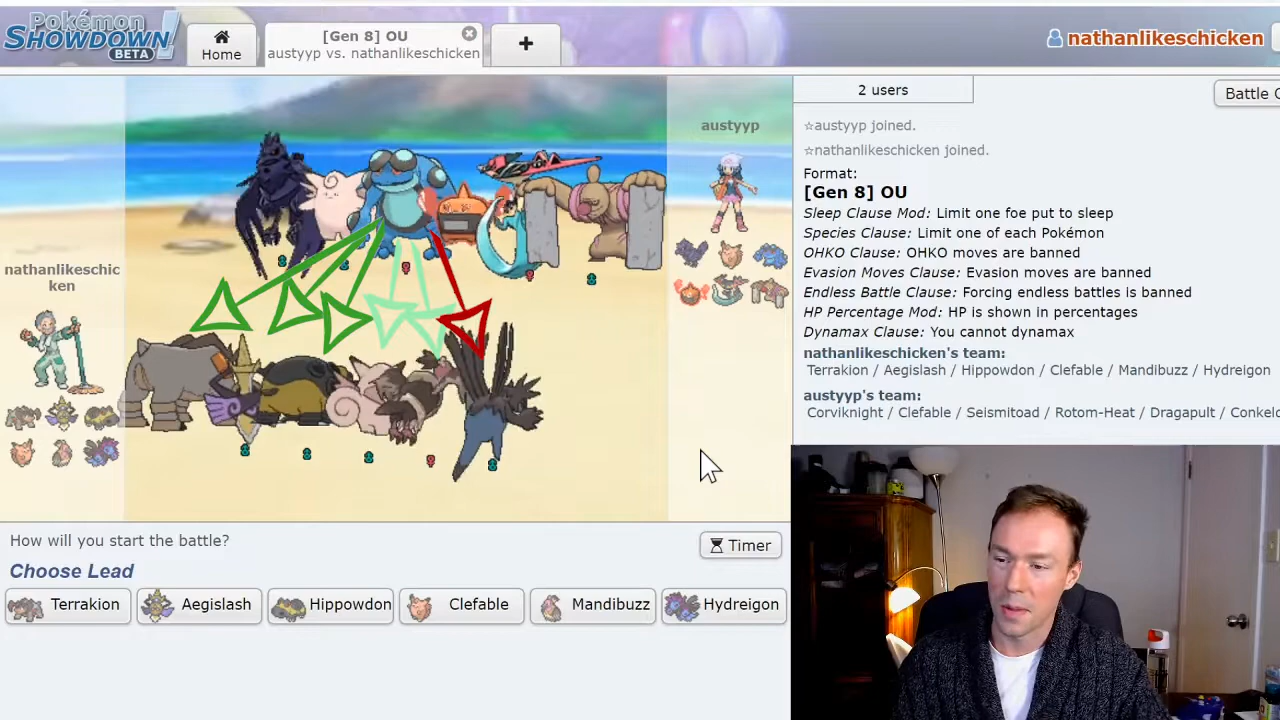 Pokémon
SHOWDOWN!
BETA
Home
[Gen 8] OU
austyyp vs. nathanlikeschicken
nathanlikeschicken
2 users
Battle
☆austyyp joined.
☆nathanlikeschicken joined.
Format:
[Gen 8] OU
Sleep Clause Mod: Limit one foe put to sleep
Species Clause: Limit one of each Pokémon
OHKO Clause: OHKO moves are banned
Evasion Moves Clause: Evasion moves are banned
Endless Battle Clause: Forcing endless battles is banned
HP Percentage Mod: HP is shown in percentages
Dynamax Clause: You cannot dynamax
nathanlikeschicken's team:
Terrakion / Aegislash / Hippowdon / Clefable / Mandibuzz / Hydreigon
austyyp's team:
Corviknight / Clefable / Seismitoad / Rotom-Heat / Dragapult / Conkeld
austyyp
nathanlikeschic
ken
How will you start the battle?
Timer
Choose Lead
Terrakion
Aegislash
Hippowdon
Clefable
Mandibuzz
Hydreigon